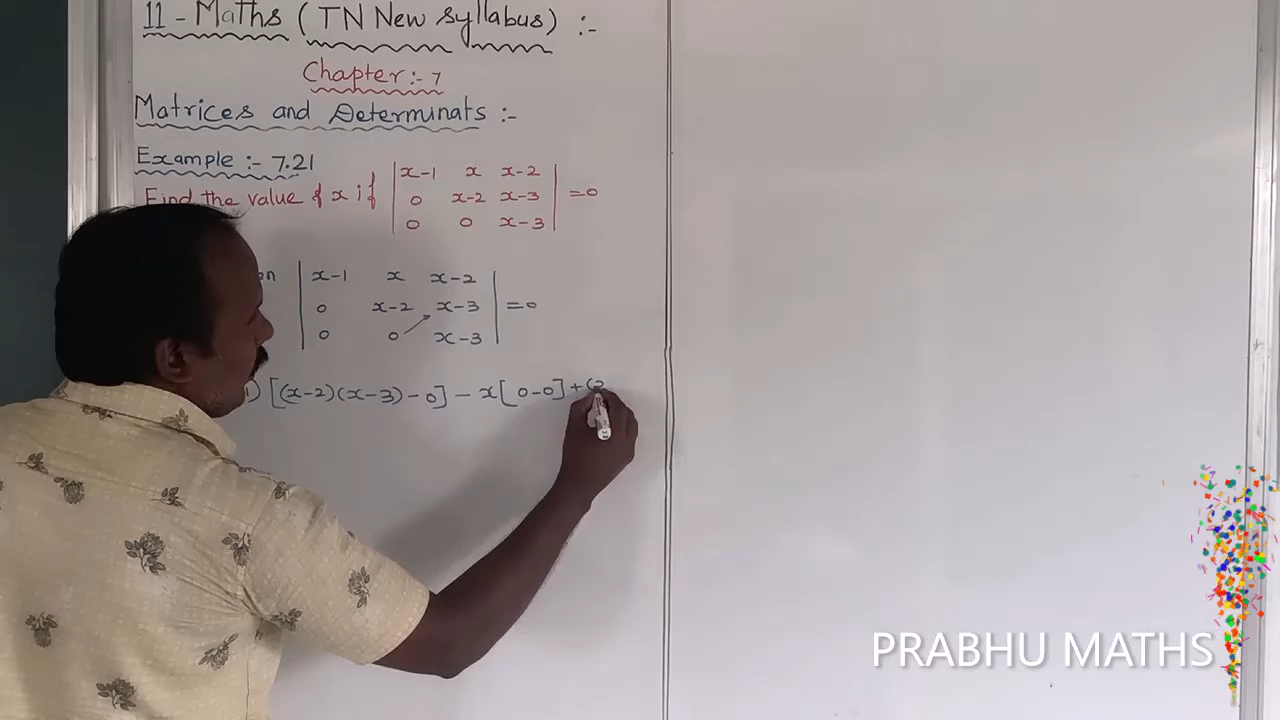 11 - Maths ( TN New Syllabus) :-
Chapter :- 7
Matrices and Determinats :-
Example :- 7.21
Find the value of x if | x-1 x x-2 |
| 0 x-2 x-3 | =0
| 0 0 x-3 |
| x-1 x x-2 |
| 0 x-2 x-3 | =0
| 0 0 x-3 |
1) [(x-2)(x-3)-0] - x[0-0] + (
PRABHU MATHS